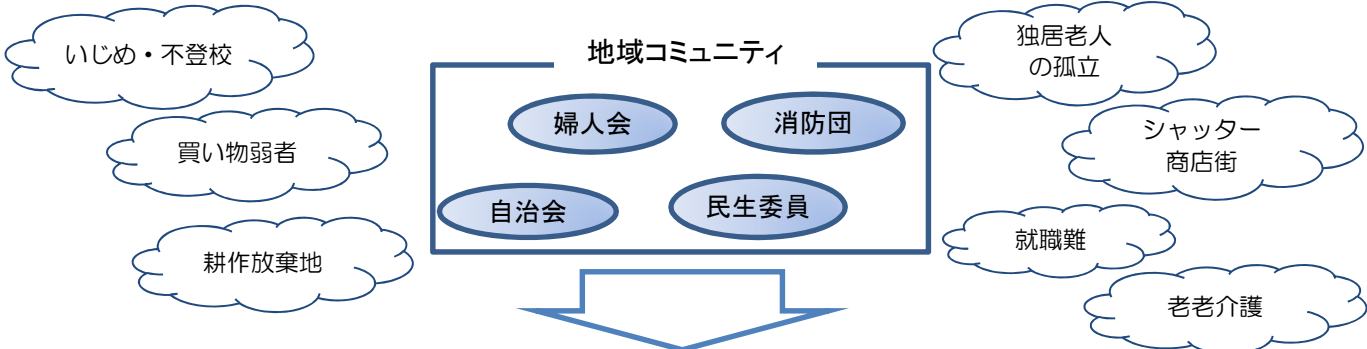 いじめ・不登校
買い物弱者
耕作放棄地
地域コミュニティ
婦人会
消防団
自治会
民生委員
独居老人
の孤立
シャッター
商店街
就職難
老老介護